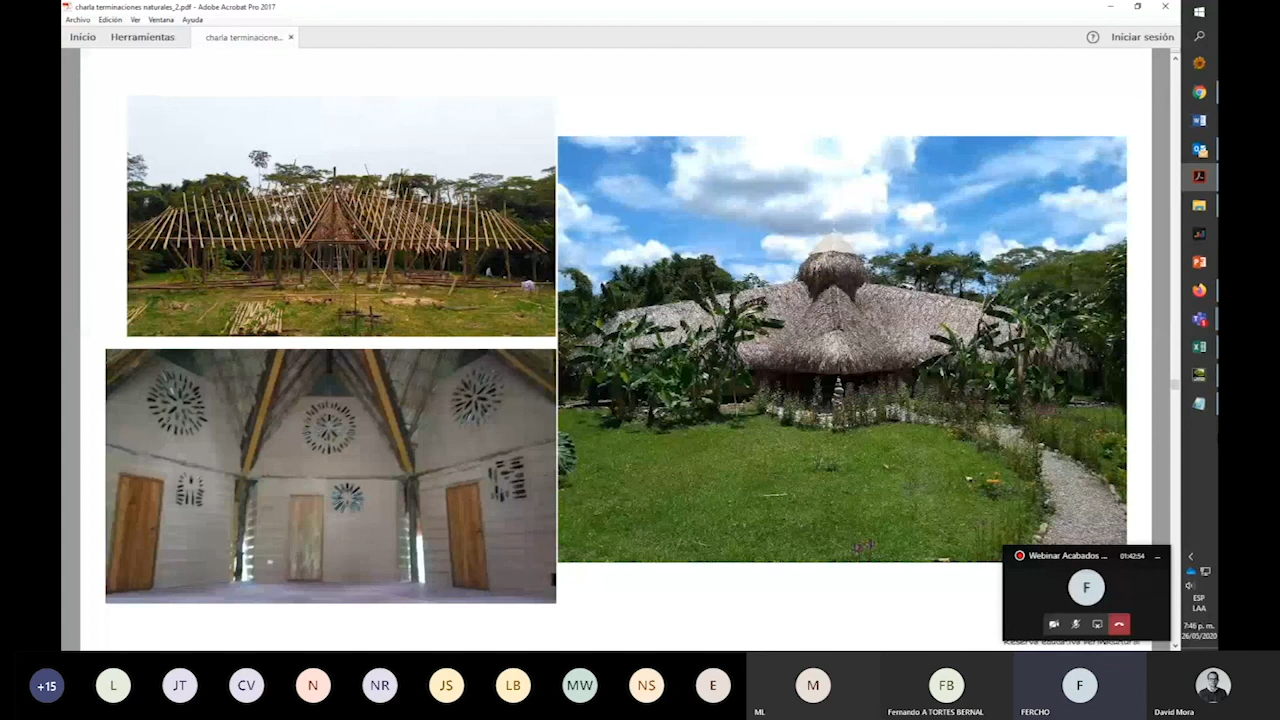 charla terminaciones naturales_2.pdf - Adobe Acrobat Pro 2017
Archivo Edición Ver Ventana Ayuda
Inicio Herramientas charla terminacione... × ? Iniciar sesión
Webinar Acabados ... 01:42:54
F
ESP
LAA
7:46 p. m.
26/05/2020
+15 L JT CV N NR JS LB MW NS E M FB F
ML Fernando A TORTES BERNAL FERCHO David Mora